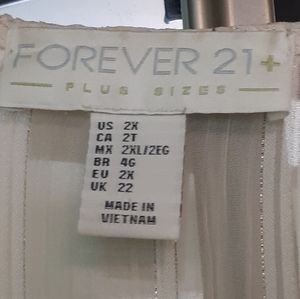 FOREVER 21+
PLUS SIZES
US 2X
CA 2T
MX 2XL/2EG
BR 4G
EU 2X
UK 22
MADE IN
VIETNAM